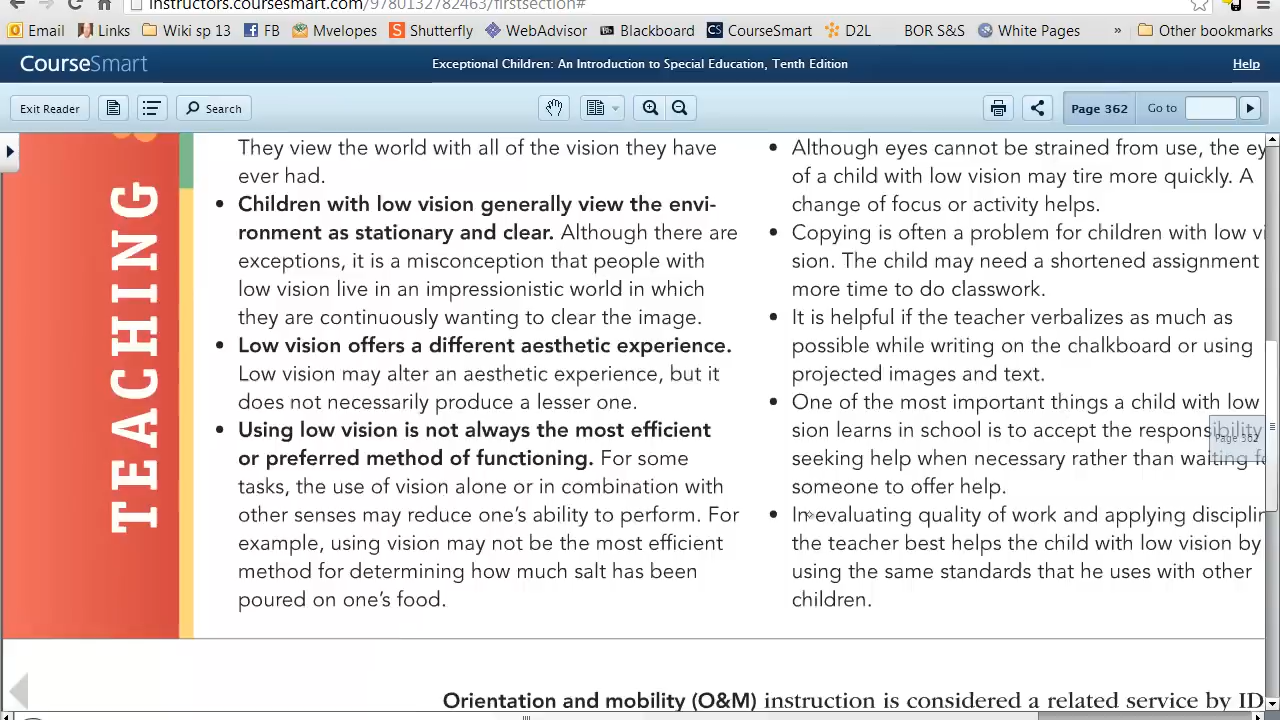 instructors.coursesmart.com/9780132782463/firstsection#
Email Links Wiki sp 13 FB Mvelopes Shutterfly WebAdvisor Blackboard CourseSmart D2L BOR S&S White Pages » Other bookmarks
CourseSmart Exceptional Children: An Introduction to Special Education, Tenth Edition Help
Exit Reader Search Page 362 Go to
TEACHING
They view the world with all of the vision they have
ever had.
• Children with low vision generally view the envi-
ronment as stationary and clear. Although there are
exceptions, it is a misconception that people with
low vision live in an impressionistic world in which
they are continuously wanting to clear the image.
• Low vision offers a different aesthetic experience.
Low vision may alter an aesthetic experience, but it
does not necessarily produce a lesser one.
• Using low vision is not always the most efficient
or preferred method of functioning. For some
tasks, the use of vision alone or in combination with
other senses may reduce one's ability to perform. For
example, using vision may not be the most efficient
method for determining how much salt has been
poured on one's food.
• Although eyes cannot be strained from use, the ey
of a child with low vision may tire more quickly. A
change of focus or activity helps.
• Copying is often a problem for children with low vi
sion. The child may need a shortened assignment
more time to do classwork.
• It is helpful if the teacher verbalizes as much as
possible while writing on the chalkboard or using
projected images and text.
• One of the most important things a child with low
sion learns in school is to accept the responsibility
seeking help when necessary rather than waiting f
someone to offer help.
Page 362
• In evaluating quality of work and applying disciplin
the teacher best helps the child with low vision by
using the same standards that he uses with other
children.
Orientation and mobility (O&M) instruction is considered a related service by ID